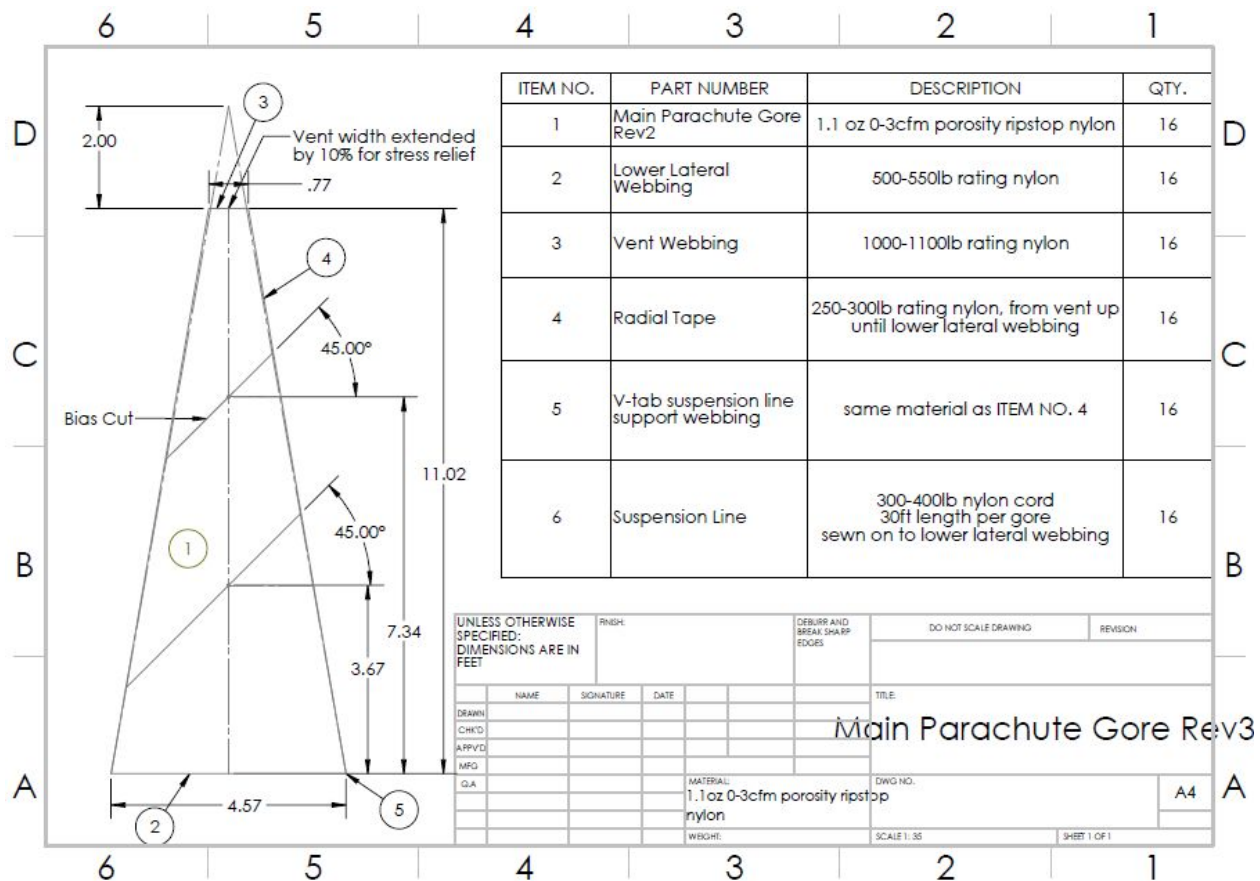 6 5 4 3 2 1
D
C
B
A
3
2.00
Vent width extended
by 10% for stress relief
.77
4
45.00°
Bias Cut
11.02
45.00°
1
7.34
3.67
4.57
2
5
ITEM NO. PART NUMBER DESCRIPTION QTY.
1 Main Parachute Gore Rev2 1.1 oz 0-3cfm porosity ripstop nylon 16
2 Lower Lateral Webbing 500-550lb rating nylon 16
3 Vent Webbing 1000-1100lb rating nylon 16
4 Radial Tape 250-300lb rating nylon, from vent up until lower lateral webbing 16
5 V-tab suspension line support webbing same material as ITEM NO. 4 16
6 Suspension Line 300-400lb nylon cord 30ft length per gore sewn on to lower lateral webbing 16
D
C
B
A
UNLESS OTHERWISE
SPECIFIED:
DIMENSIONS ARE IN
FEET
FINISH:
DEBURR AND
BREAK SHARP
EDGES
DO NOT SCALE DRAWING
REVISION
NAME SIGNATURE DATE
DRAWN
CHK'D
APPV'D
MFG
Q.A
TITLE:
Main Parachute Gore Rev3
MATERIAL:
1.1oz 0-3cfm porosity ripstop
nylon
DWG NO.
A4
WEIGHT:
SCALE 1: 35
SHEET 1 OF 1
6 5 4 3 2 1